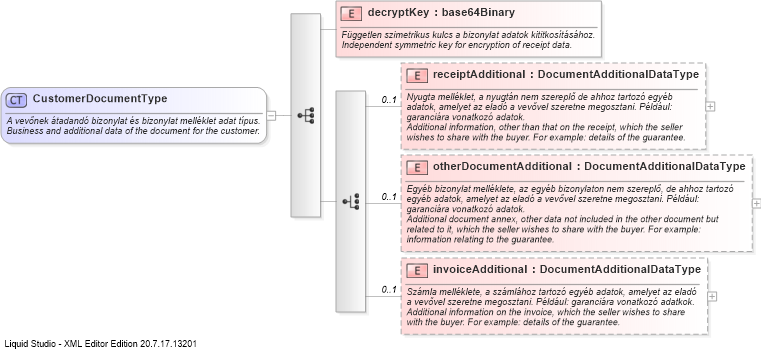 E decryptKey : base64Binary
Független szimetrikus kulcs a bizonylat adatok kititkosításához.
Independent symmetric key for encryption of receipt data.
CT CustomerDocumentType
A vevőnek átadandó bizonylat és bizonylat melléklet adat típus.
Business and additional data of the document for the customer.
0..1
E receiptAdditional : DocumentAdditionalDataType
Nyugta melléklet, a nyugtán nem szereplő de ahhoz tartozó egyéb
adatok, amelyet az eladó a vevővel szeretne megosztani. Például:
garanciára vonatkozó adatok.
Additional information, other than that on the receipt, which the seller
wishes to share with the buyer. For example: details of the guarantee.
0..1
E otherDocumentAdditional : DocumentAdditionalDataType
Egyéb bizonylat melléklete, az egyéb bizonylaton nem szereplő, de ahhoz tartozó
egyéb adatok, amelyet az eladó a vevővel szeretne megosztani. Például:
garanciára vonatkozó adatok.
Additional document annex, other data not included in the other document but
related to it, which the seller wishes to share with the buyer. For example:
information relating to the guarantee.
0..1
E invoiceAdditional : DocumentAdditionalDataType
Számla melléklete, a számlához tartozó egyéb adatok, amelyet az eladó
a vevővel szeretne megosztani. Például: garanciára vonatkozó adatkok.
Additional information on the invoice, which the seller wishes to share
with the buyer. For example: details of the guarantee.
Liquid Studio - XML Editor Edition 20.7.17.13201